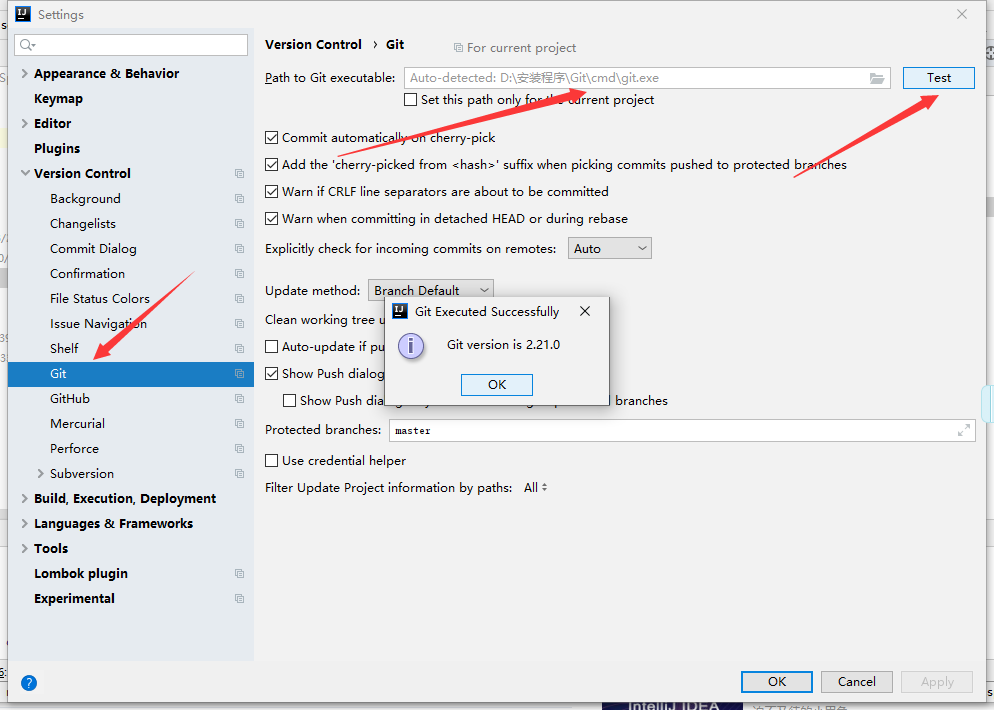 Settings
Appearance & Behavior
Keymap
Editor
Plugins
Version Control
Background
Changelists
Commit Dialog
Confirmation
File Status Colors
Issue Navigation
Shelf
Git
GitHub
Mercurial
Perforce
Subversion
Build, Execution, Deployment
Languages & Frameworks
Tools
Lombok plugin
Experimental
Version Control › Git
For current project
Path to Git executable: Auto-detected: D:\安装程序\Git\cmd\git.exe Test
Set this path only for the current project
Commit automatically on cherry-pick
Add the 'cherry-picked from <hash>' suffix when picking commits pushed to protected branches
Warn if CRLF line separators are about to be committed
Warn when committing in detached HEAD or during rebase
Explicitly check for incoming commits on remotes: Auto
Update method: Branch Default
Clean working tree u
Auto-update if pu
Show Push dialog
Show Push dia branches
Git Executed Successfully
Git version is 2.21.0
OK
Protected branches: master
Use credential helper
Filter Update Project information by paths: All
OK Cancel Apply
IntelliJ IDEA